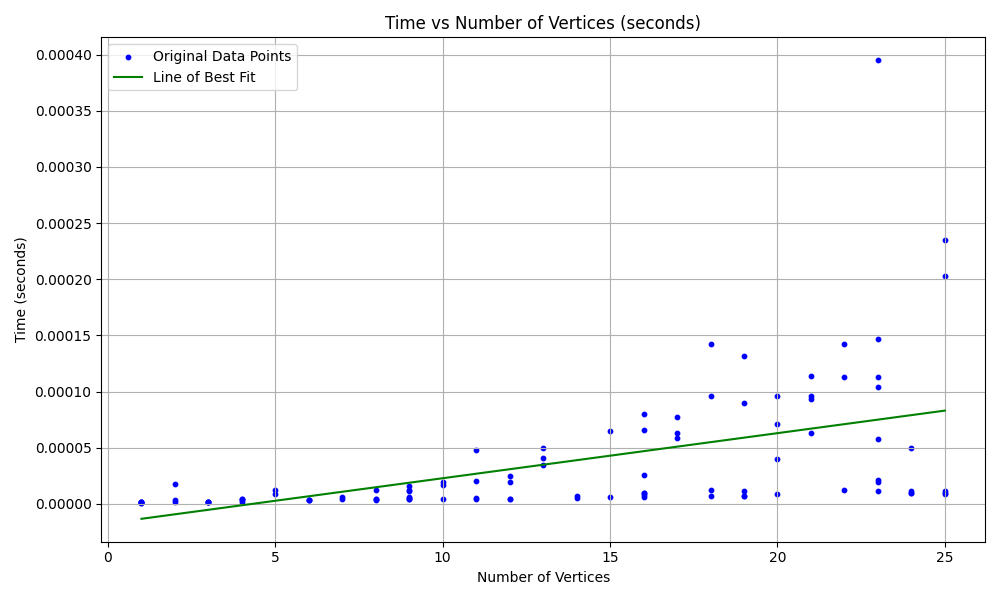 Time vs Number of Vertices (seconds)
Original Data Points
Line of Best Fit
0.00040
0.00035
0.00030
0.00025
0.00020
0.00015
0.00010
0.00005
0.00000
Time (seconds)
0 5 10 15 20 25
Number of Vertices